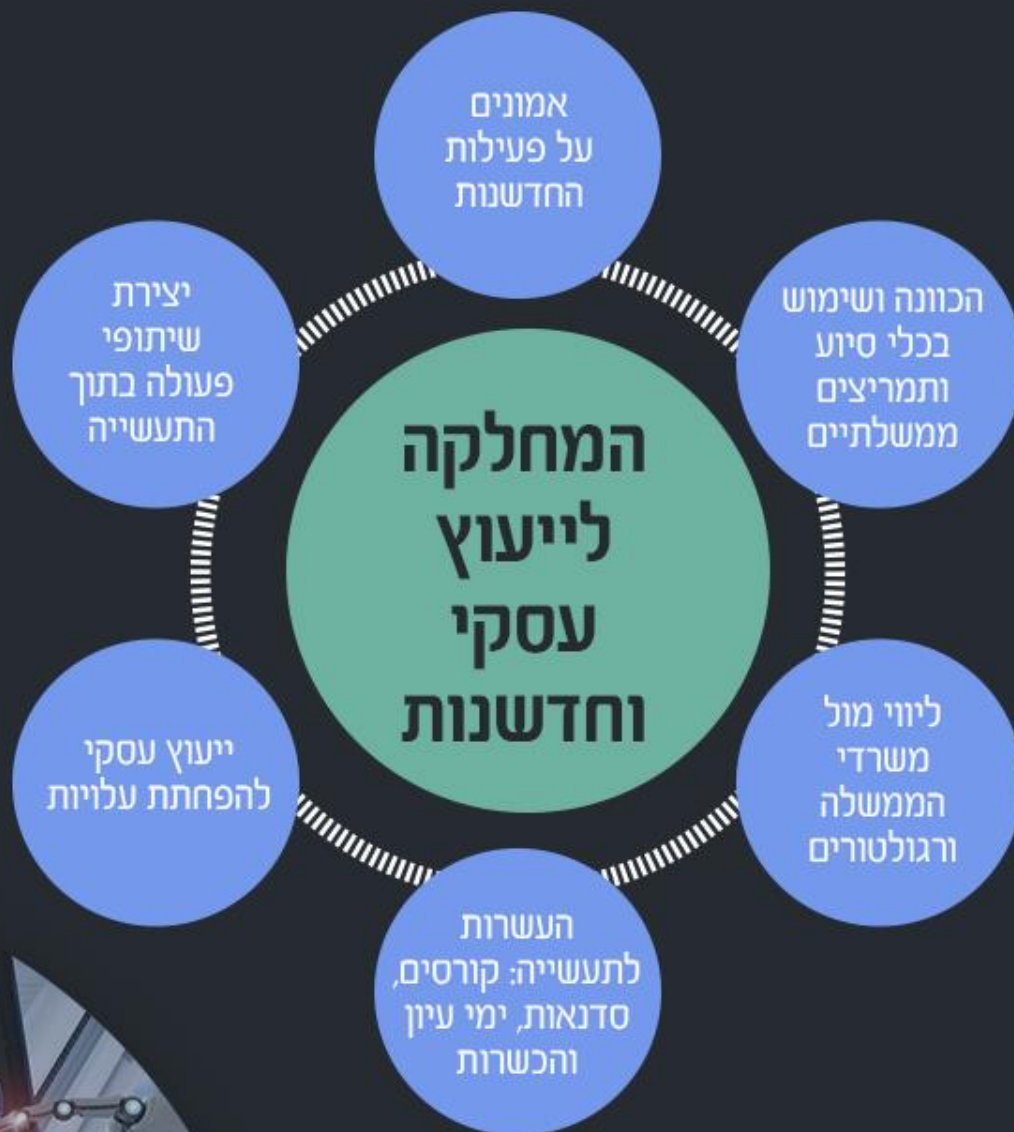 אמונים
על פעילות
החדשנות
הכוונה ושימוש
בכלי סיוע
ותמריצים
ממשלתיים
ליווי מול
משרדי
הממשלה
ורגולטורים
העשרות
לתעשייה: קורסים,
סדנאות, ימי עיון
והכשרות
ייעוץ עסקי
להפחתת עלויות
יצירת
שיתופי
פעולה בתוך
התעשייה
המחלקה
לייעוץ
עסקי
וחדשנות